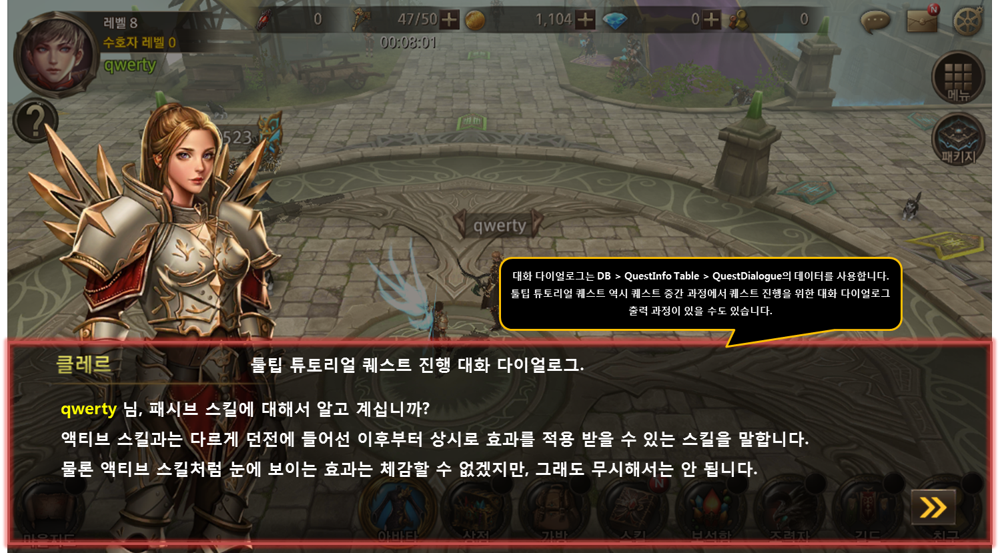 레벨 8
수호자 레벨 0
qwerty
0
47/50
00:08:01
1,104
0
0
N
메뉴
패키지
?
523
qwerty
대화 다이얼로그는 DB > QuestInfo Table > QuestDialogue의 데이터를 사용합니다.
툴팁 튜토리얼 퀘스트 역시 퀘스트 중간 과정에서 퀘스트 진행을 위한 대화 다이얼로그
출력 과정이 있을 수도 있습니다.
클레르
툴팁 튜토리얼 퀘스트 진행 대화 다이얼로그.
qwerty 님, 패시브 스킬에 대해서 알고 계십니까?
액티브 스킬과는 다르게 던전에 들어선 이후부터 상시로 효과를 적용 받을 수 있는 스킬을 말합니다.
물론 액티브 스킬처럼 눈에 보이는 효과는 체감할 수 없겠지만, 그래도 무시해서는 안 됩니다.
N
마을지도
아바타
상점
가방
스킬
보석함
조력자
길드
친구